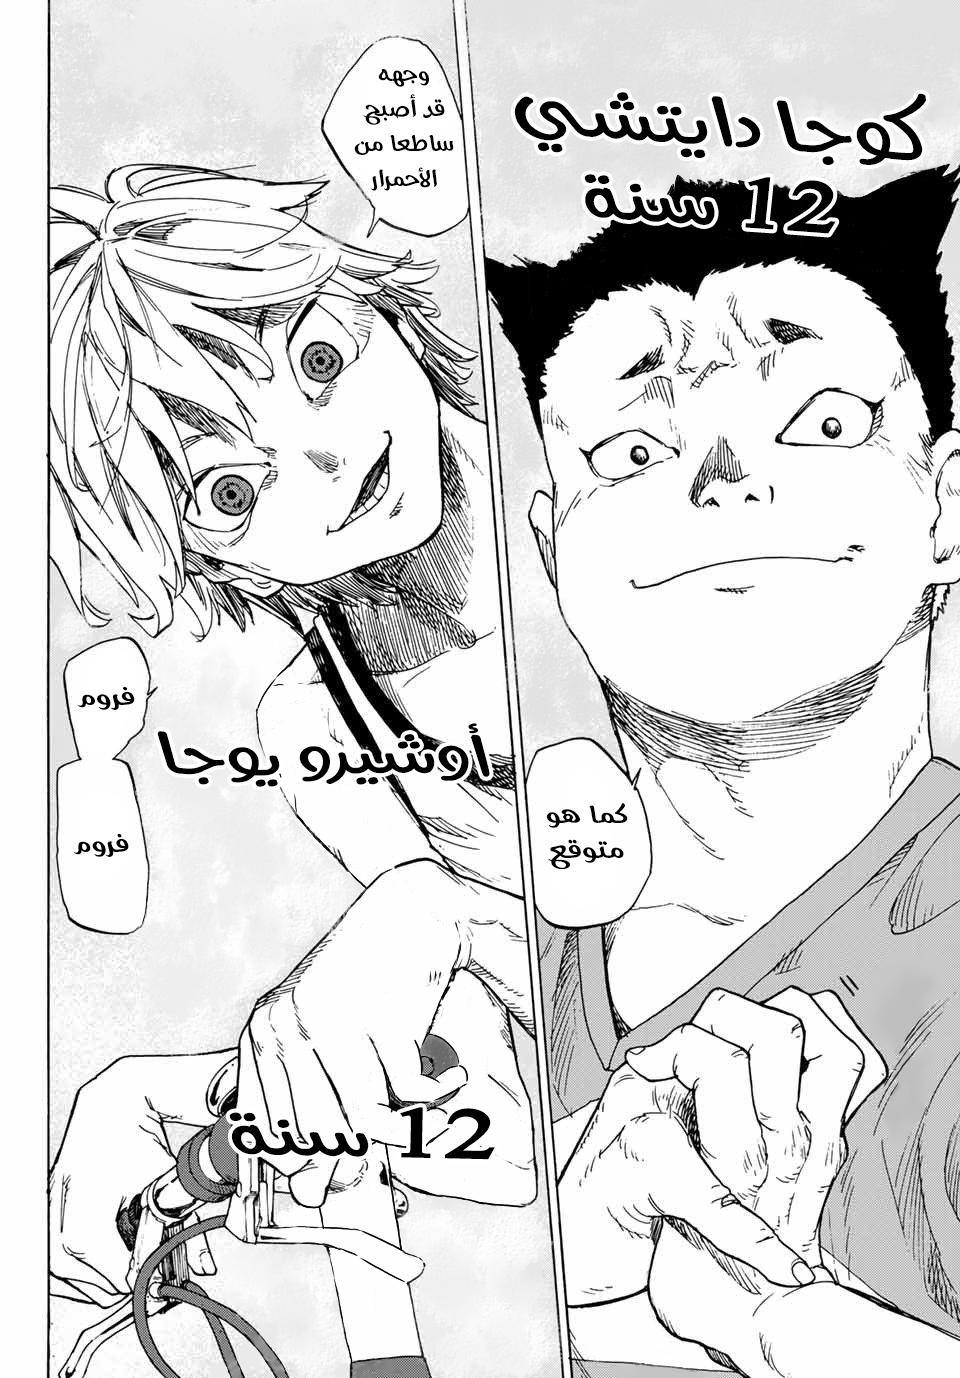 كوجا دايتشي
12 سنة
كما هو
متوقع
وجهه
قد أصبح
ساطعا من
الأحمرار
فروم
فروم
أوشيرو يوجا
12 سنة